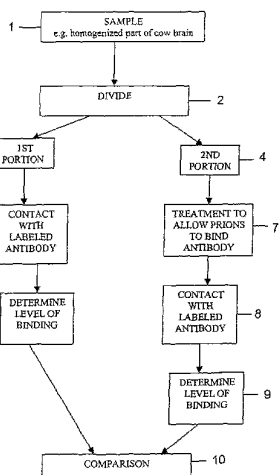 1
SAMPLE
e.g. homogenized part of cow brain
DIVIDE
2
1ST
PORTION
2ND
PORTION
4
CONTACT
WITH
LABELED
ANTIBODY
TREATMENT TO
ALLOW PRIONS
TO BIND
ANTIBODY
7
DETERMINE
LEVEL OF
BINDING
CONTACT
WITH
LABELED
ANTIBODY
8
DETERMINE
LEVEL OF
BINDING
9
COMPARISON
10